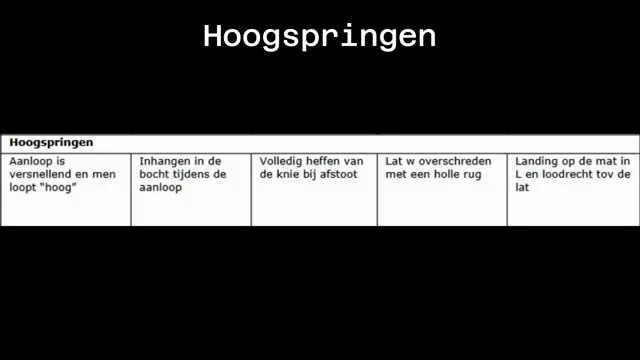 Hoogspringen
Hoogspringen
Aanloop is
versnellend en men
loopt "hoog"
Inhangen in de
bocht tijdens de
aanloop
Volledig heffen van
de knie bij afstoot
Lat w overschreden
met een holle rug
Landing op de mat in
L en loodrecht tov de
lat